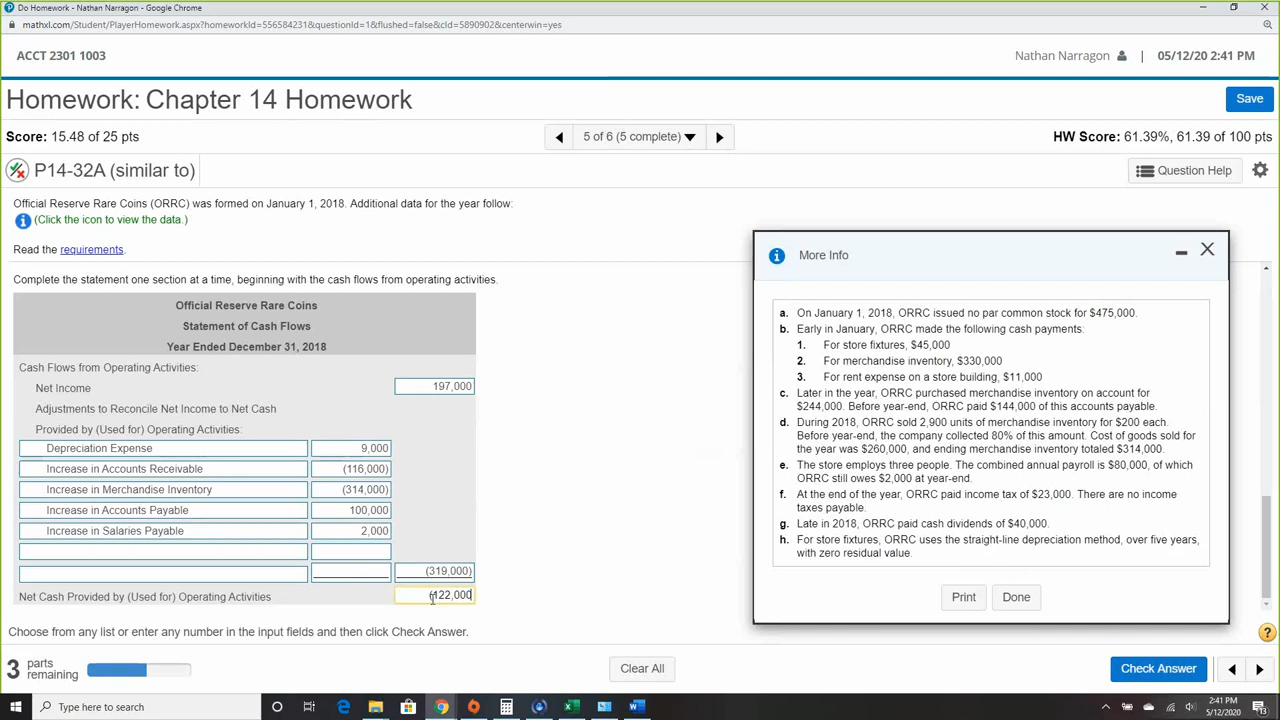 Do Homework - Nathan Narragon - Google Chrome
mathxl.com/Student/PlayerHomework.aspx?homeworkId=556584231&questionId=1&flushed=false&cId=5890902&centerwin=yes
ACCT 2301 1003
Nathan Narragon 05/12/20 2:41 PM
Homework: Chapter 14 Homework
Save
Score: 15.48 of 25 pts
5 of 6 (5 complete)
HW Score: 61.39%, 61.39 of 100 pts
P14-32A (similar to)
Question Help
Official Reserve Rare Coins (ORRC) was formed on January 1, 2018. Additional data for the year follow:
(Click the icon to view the data.)
Read the requirements.
Complete the statement one section at a time, beginning with the cash flows from operating activities.
Official Reserve Rare Coins
Statement of Cash Flows
Year Ended December 31, 2018
Cash Flows from Operating Activities:
Net Income 197,000
Adjustments to Reconcile Net Income to Net Cash
Provided by (Used for) Operating Activities:
Depreciation Expense 9,000
Increase in Accounts Receivable (116,000)
Increase in Merchandise Inventory (314,000)
Increase in Accounts Payable 100,000
Increase in Salaries Payable 2,000
(319,000)
Net Cash Provided by (Used for) Operating Activities (122,000
Choose from any list or enter any number in the input fields and then click Check Answer.
More Info
a. On January 1, 2018, ORRC issued no par common stock for $475,000.
b. Early in January, ORRC made the following cash payments:
1. For store fixtures, $45,000
2. For merchandise inventory, $330,000
3. For rent expense on a store building, $11,000
c. Later in the year, ORRC purchased merchandise inventory on account for
$244,000. Before year-end, ORRC paid $144,000 of this accounts payable.
d. During 2018, ORRC sold 2,900 units of merchandise inventory for $200 each.
Before year-end, the company collected 80% of this amount. Cost of goods sold for
the year was $260,000, and ending merchandise inventory totaled $314,000.
e. The store employs three people. The combined annual payroll is $80,000, of which
ORRC still owes $2,000 at year-end.
f. At the end of the year, ORRC paid income tax of $23,000. There are no income
taxes payable.
g. Late in 2018, ORRC paid cash dividends of $40,000.
h. For store fixtures, ORRC uses the straight-line depreciation method, over five years,
with zero residual value.
Print
Done
3 parts
remaining
Clear All
Check Answer
Type here to search
2:41 PM
5/12/2020